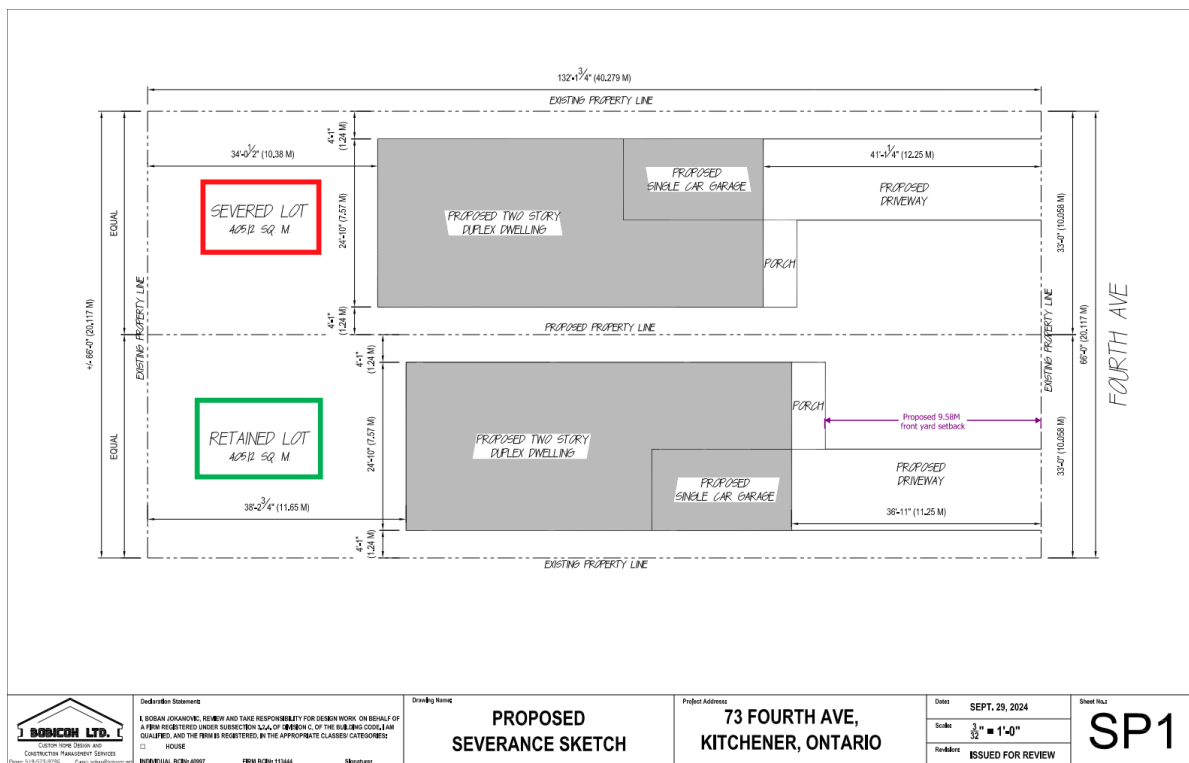 132'-1 3/4" (40.279 M)
EXISTING PROPERTY LINE
4'-1"
(1.24 M)
34'-0 1/2" (10.38 M)
41'-1 1/4" (12.25 M)
PROPOSED
SINGLE CAR GARAGE
PROPOSED
DRIVEWAY
SEVERED LOT
405.12 SQ. M
EQUAL
24'-10" (7.57 M)
PROPOSED TWO STORY
DUPLEX DWELLING
33'-0" (10.058 M)
PORCH
EXISTING PROPERTY LINE
+/- 66'-0" (20.117 M)
4'-1"
(1.24 M)
PROPOSED PROPERTY LINE
EXISTING PROPERTY LINE
66'-0" (20.117 M)
FOURTH AVE
4'-1"
(1.24 M)
PORCH
Proposed 9.58M
front yard setback
RETAINED LOT
405.12 SQ. M
EQUAL
24'-10" (7.57 M)
PROPOSED TWO STORY
DUPLEX DWELLING
33'-0" (10.058 M)
PROPOSED
DRIVEWAY
PROPOSED
SINGLE CAR GARAGE
38'-2 3/4" (11.65 M)
36'-11" (11.25 M)
4'-1"
(1.24 M)
EXISTING PROPERTY LINE
BOBICON LTD.
CUSTOM HOME DESIGN AND
CONSTRUCTION MANAGEMENT SERVICES
Declaration Statement:
I, BOBAN JOKANOVIC, REVIEW AND TAKE RESPONSIBILITY FOR DESIGN WORK ON BEHALF OF
A FIRM REGISTERED UNDER SUBSECTION 3.2.4. OF DIVISION C, OF THE BUILDING CODE. I AM
QUALIFIED, AND THE FIRM IS REGISTERED, IN THE APPROPRIATE CLASSES/ CATEGORIES:
HOUSE
INDIVIDUAL BCIN: 40997 FIRM BCIN: 113444 Signature:
Drawing Name:
PROPOSED
SEVERANCE SKETCH
Project Address:
73 FOURTH AVE,
KITCHENER, ONTARIO
Date: SEPT. 29, 2024
Scale: 3/32" = 1'-0"
Revision: ISSUED FOR REVIEW
Sheet No.:
SP1